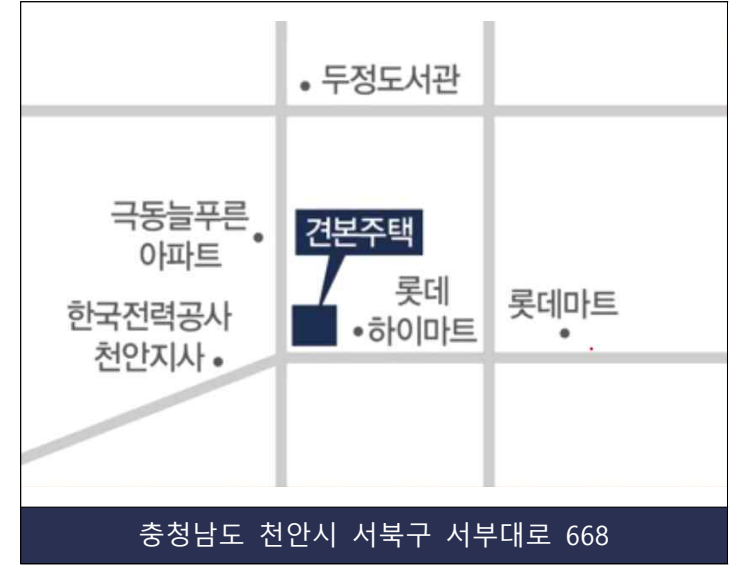 두정도서관
극동늘푸른
아파트
견본주택
한국전력공사
천안지사
롯데
하이마트
롯데마트
충청남도 천안시 서북구 서부대로 668